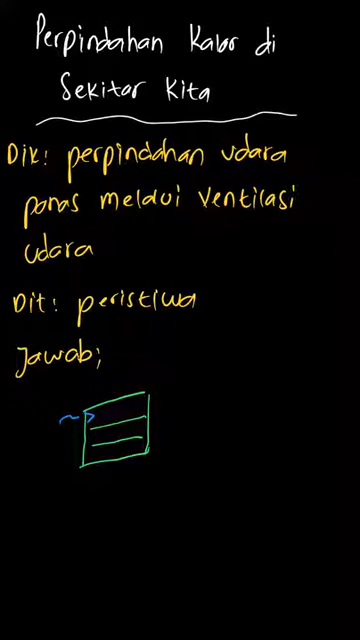 Perpindahan Kalor di
Sekitar Kita
Dik: perpindahan udara
panas melalui ventilasi
udara
Dit: peristiwa
Jawab;